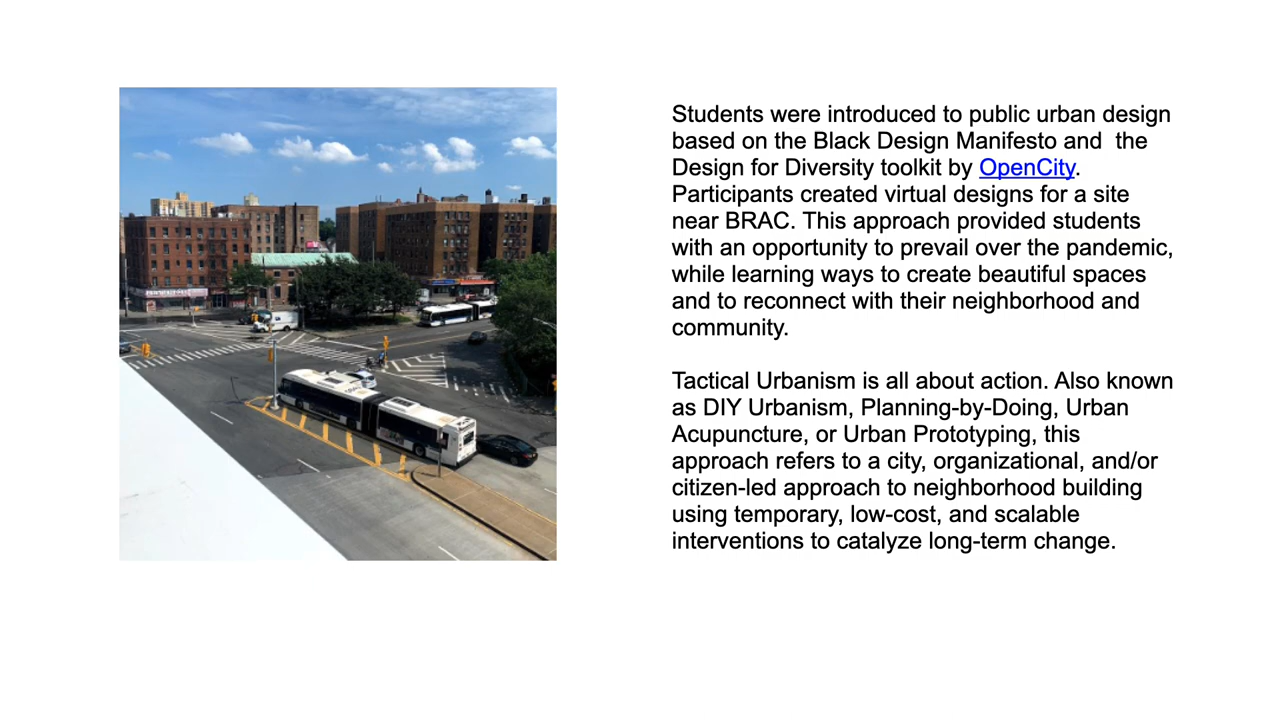 Students were introduced to public urban design
based on the Black Design Manifesto and  the
Design for Diversity toolkit by OpenCity.
Participants created virtual designs for a site
near BRAC. This approach provided students
with an opportunity to prevail over the pandemic,
while learning ways to create beautiful spaces
and to reconnect with their neighborhood and
community.
Tactical Urbanism is all about action. Also known
as DIY Urbanism, Planning-by-Doing, Urban
Acupuncture, or Urban Prototyping, this
approach refers to a city, organizational, and/or
citizen-led approach to neighborhood building
using temporary, low-cost, and scalable
interventions to catalyze long-term change.